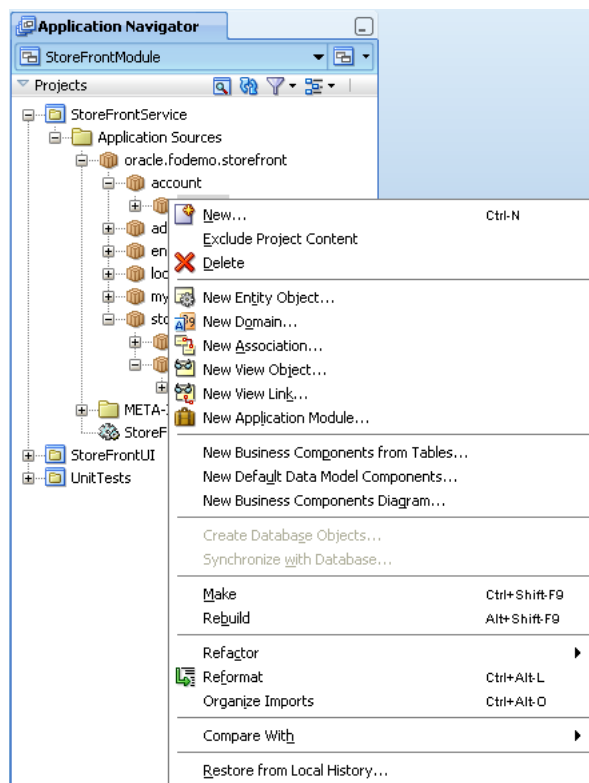 Application Navigator
StoreFrontModule
Projects
StoreFrontService
Application Sources
oracle.fodemo.storefront
account
ad
en
loc
my
sto
META-
StoreF
StoreFrontUI
UnitTests
New... Ctrl-N
Exclude Project Content
Delete
New Entity Object...
New Domain...
New Association...
New View Object...
New View Link...
New Application Module...
New Business Components from Tables...
New Default Data Model Components...
New Business Components Diagram...
Create Database Objects...
Synchronize with Database...
Make Ctrl+Shift-F9
Rebuild Alt+Shift-F9
Refactor
Reformat Ctrl+Alt-L
Organize Imports Ctrl+Alt-O
Compare With
Restore from Local History...